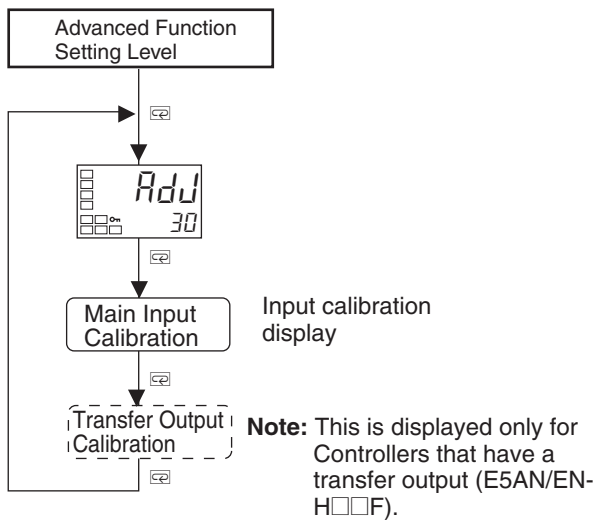 Advanced Function
Setting Level
AdJ
30
Main Input
Calibration
Input calibration
display
Transfer Output
Calibration
Note: This is displayed only for
Controllers that have a
transfer output (E5AN/EN-
H□□F).